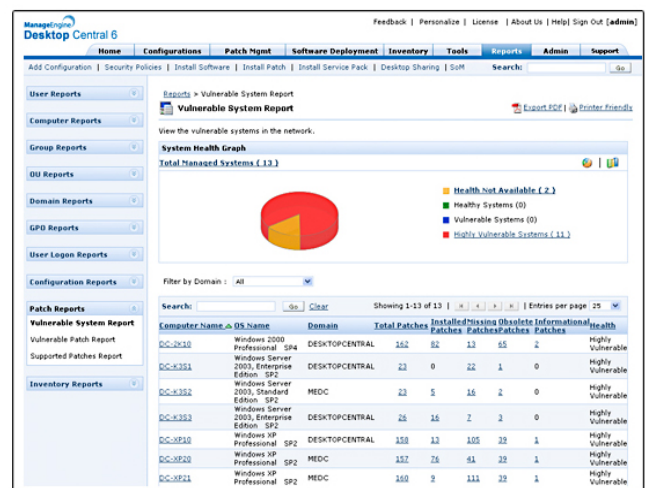 ManageEngine
Desktop Central 6
Feedback | Personalize | License | About Us | Help| Sign Out [admin]
Home Configurations Patch Mgmt Software Deployment Inventory Tools Reports Admin Support
Add Configuration | Security Policies | Install Software | Install Patch | Install Service Pack | Desktop Sharing | SoM Search: Go
User Reports
Computer Reports
Group Reports
OU Reports
Domain Reports
GPO Reports
User Logon Reports
Configuration Reports
Patch Reports
Vulnerable System Report
Vulnerable Patch Report
Supported Patches Report
Inventory Reports
Reports > Vulnerable System Report
Vulnerable System Report
Export PDF | Printer Friendly
View the vulnerable systems in the network.
System Health Graph
Total Managed Systems ( 13 )
Health Not Available ( 2 )
Healthy Systems (0)
Vulnerable Systems (0)
Highly Vulnerable Systems ( 11 )
Filter by Domain : All
Search: Go Clear Showing 1-13 of 13 | Entries per page 25
Computer Name OS Name Domain Total Patches Installed Patches Missing Patches Obsolete Patches Informational Patches Health
DC-2K10 Windows 2000 Professional SP4 DESKTOPCENTRAL 162 82 13 65 2 Highly Vulnerable
DC-K3S1 Windows Server 2003, Enterprise Edition SP2 DESKTOPCENTRAL 23 0 22 1 0 Highly Vulnerable
DC-K3S2 Windows Server 2003, Standard Edition SP2 MEDC 23 5 16 2 0 Highly Vulnerable
DC-K3S3 Windows Server 2003, Enterprise Edition SP2 DESKTOPCENTRAL 26 16 7 3 0 Highly Vulnerable
DC-XP10 Windows XP Professional SP2 DESKTOPCENTRAL 158 13 105 39 1 Highly Vulnerable
DC-XP20 Windows XP Professional SP2 MEDC 157 76 41 39 1 Highly Vulnerable
DC-XP21 Windows XP Professional SP2 MEDC 160 9 111 39 1 Highly Vulnerable